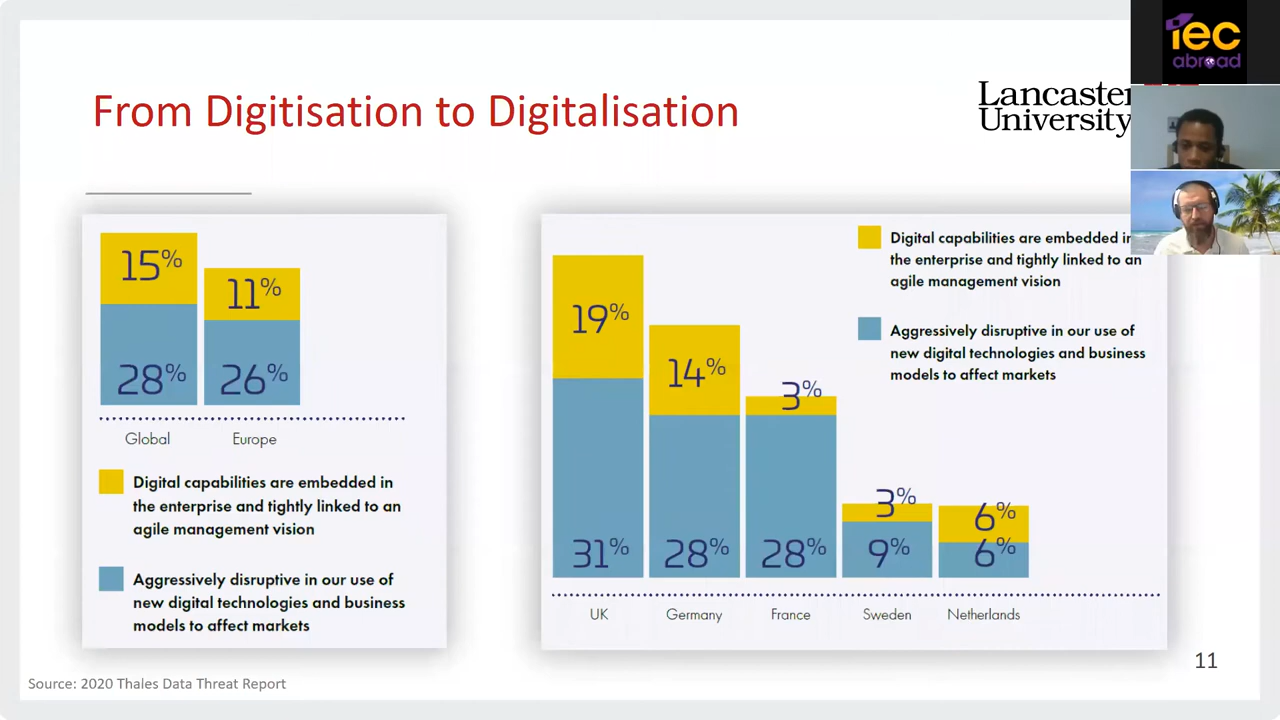 iec
abroad
From Digitisation to Digitalisation
Lancaster
University
15%
11%
28%
26%
Global
Europe
Digital capabilities are embedded in
the enterprise and tightly linked to an
agile management vision
Aggressively disruptive in our use of
new digital technologies and business
models to affect markets
Digital capabilities are embedded in
the enterprise and tightly linked to an
agile management vision
Aggressively disruptive in our use of
new digital technologies and business
models to affect markets
19%
14%
3%
3%
6%
31%
28%
28%
9%
6%
UK
Germany
France
Sweden
Netherlands
11
Source: 2020 Thales Data Threat Report